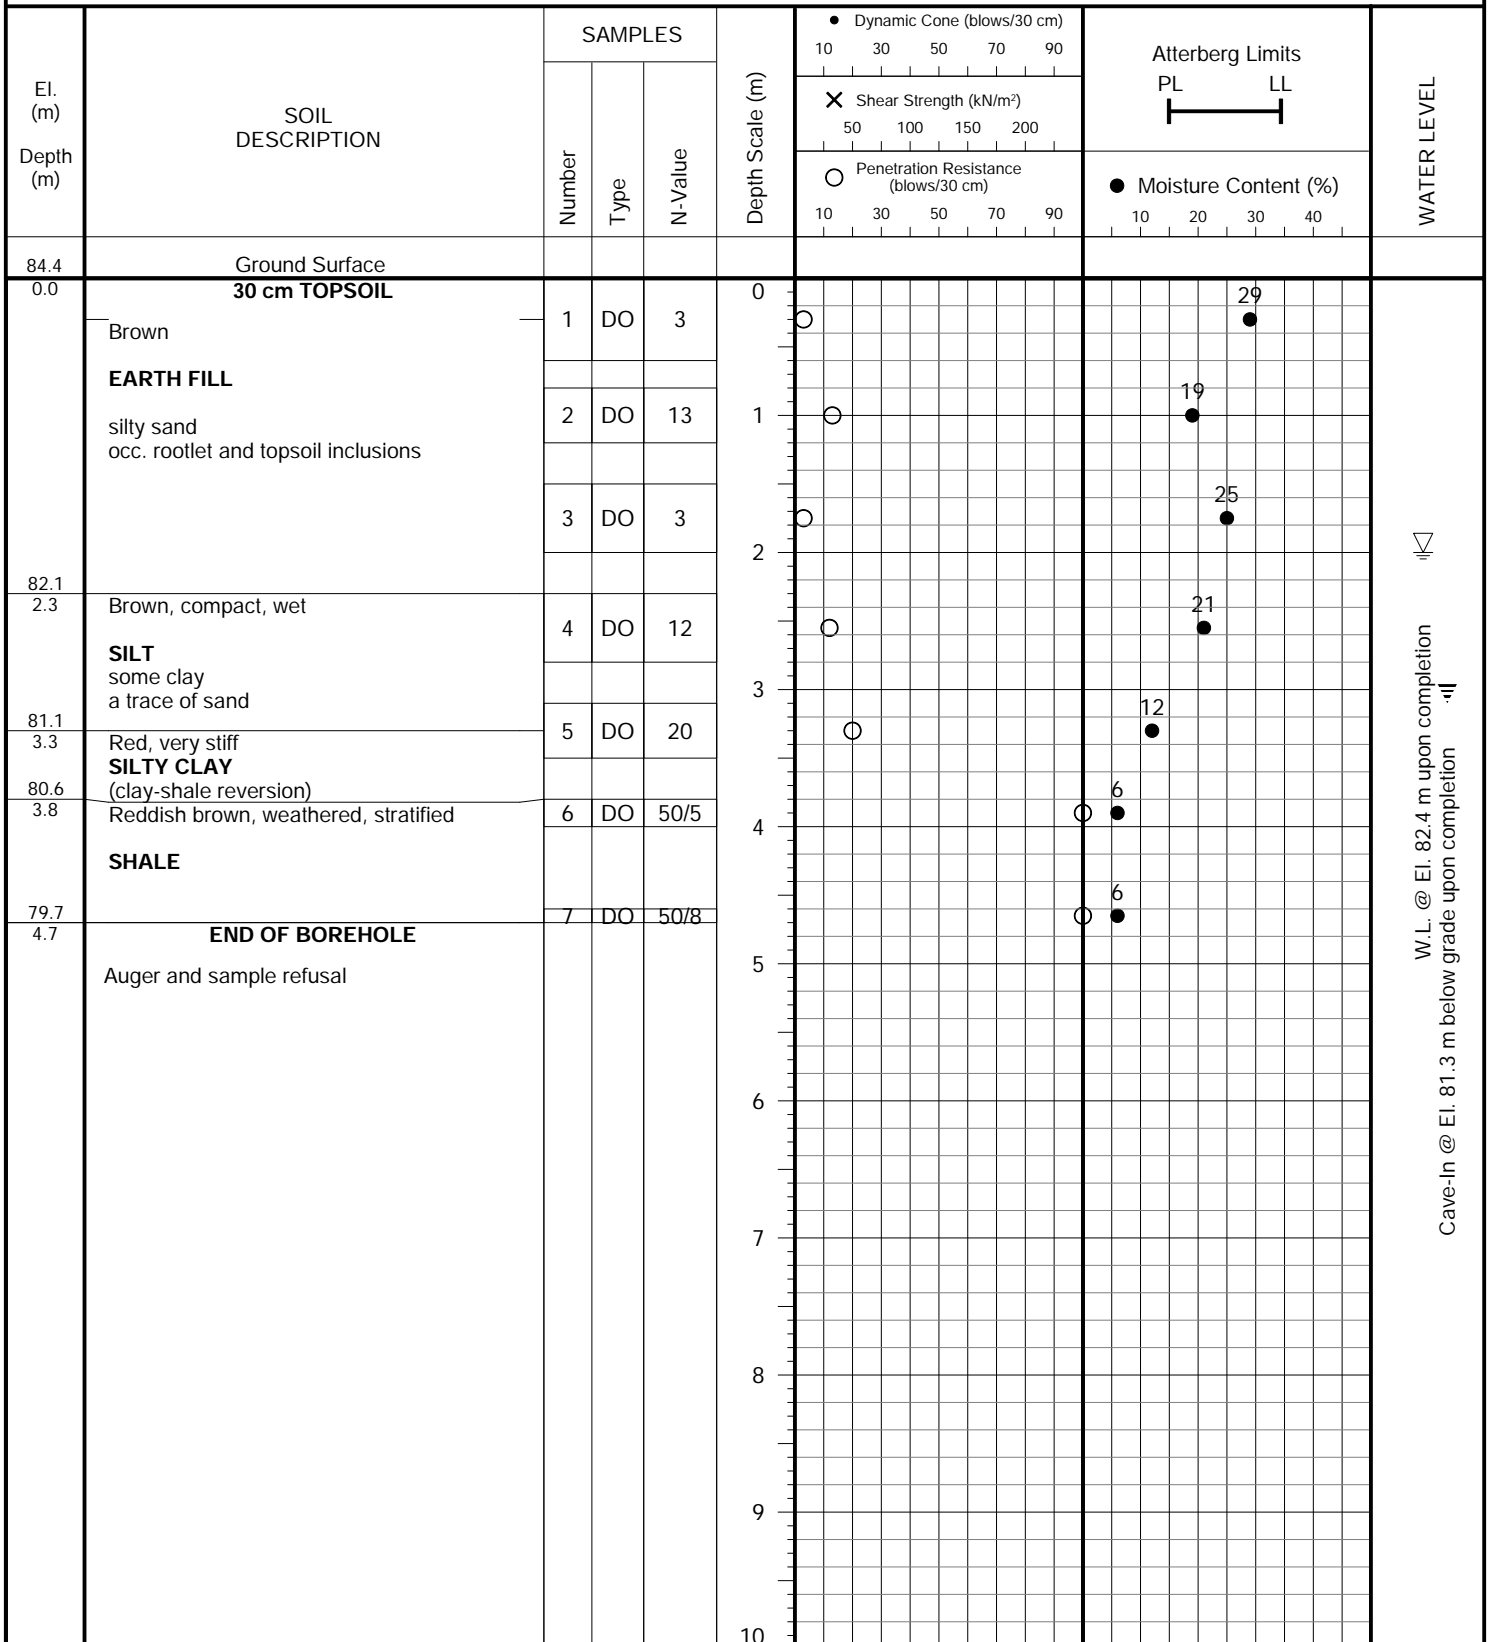 El.
(m)
Depth
(m)
SOIL
DESCRIPTION
SAMPLES
Number
Type
N-Value
Depth Scale (m)
Dynamic Cone (blows/30 cm)
10 30 50 70 90
Shear Strength (kN/m²)
50 100 150 200
Penetration Resistance
(blows/30 cm)
10 30 50 70 90
Atterberg Limits
PL LL
Moisture Content (%)
10 20 30 40
WATER LEVEL
84.4 Ground Surface
0.0 30 cm TOPSOIL 0
29
Brown 1 DO 3
EARTH FILL
19
silty sand 2 DO 13 1
occ. rootlet and topsoil inclusions
25
3 DO 3
2
82.1
2.3 Brown, compact, wet
21
4 DO 12
SILT
some clay
a trace of sand
3
12
81.1
3.3 Red, very stiff 5 DO 20
SILTY CLAY
(clay-shale reversion)
80.6
6
3.8 Reddish brown, weathered, stratified 6 DO 50/5
4
SHALE
6
79.7 7 DO 50/8
4.7 END OF BOREHOLE
5
Auger and sample refusal
6
7
8
9
10
W.L. @ El. 82.4 m upon completion
Cave-In @ El. 81.3 m below grade upon completion